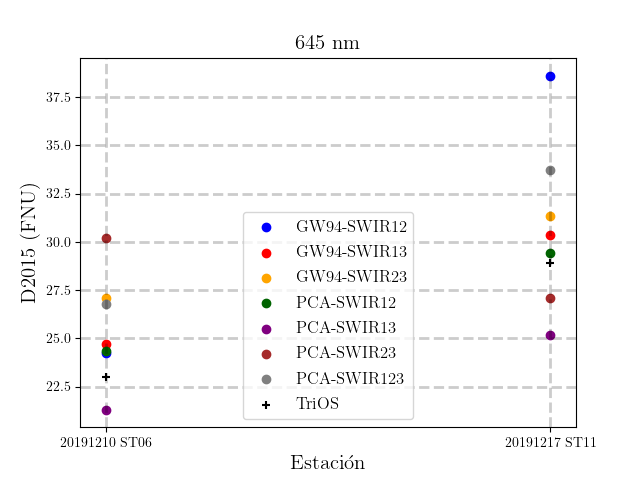 645 nm
D2015 (FNU)
37.5
35.0
32.5
30.0
27.5
25.0
22.5
GW94-SWIR12
GW94-SWIR13
GW94-SWIR23
PCA-SWIR12
PCA-SWIR13
PCA-SWIR23
PCA-SWIR123
TriOS
20191210 ST06
20191217 ST11
Estación